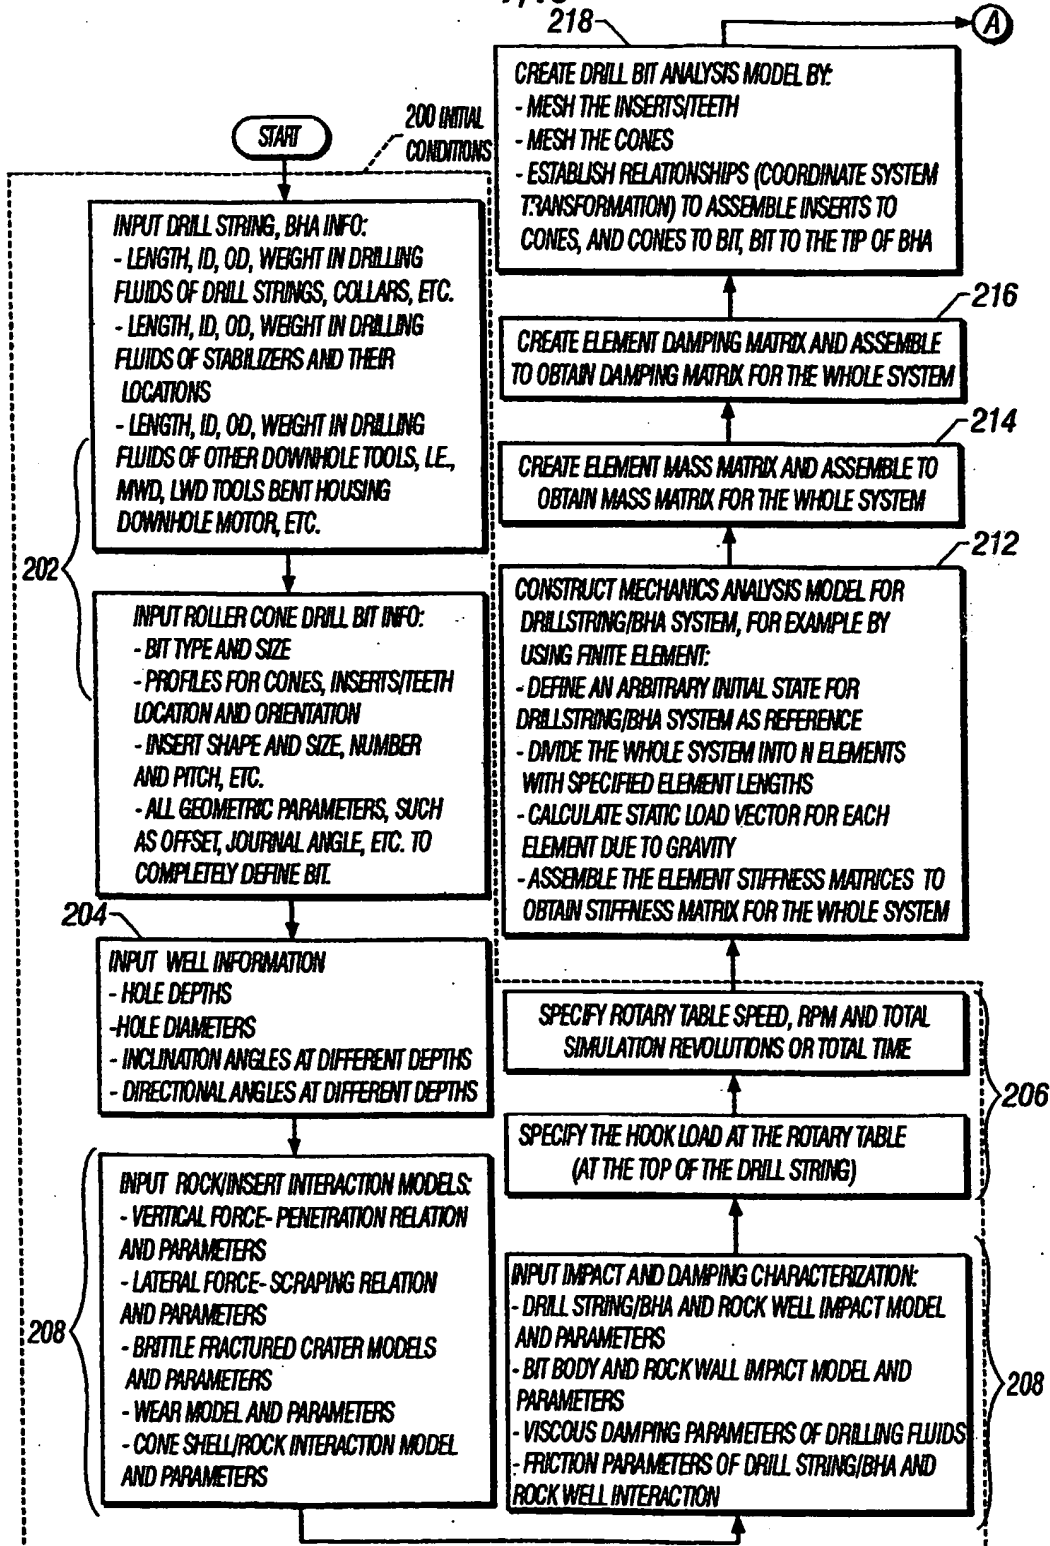 START
200 INITIAL
CONDITIONS
INPUT DRILL STRING, BHA INFO:
- LENGTH, ID, OD, WEIGHT IN DRILLING
FLUIDS OF DRILL STRINGS, COLLARS, ETC.
- LENGTH, ID, OD, WEIGHT IN DRILLING
FLUIDS OF STABILIZERS AND THEIR
LOCATIONS
- LENGTH, ID, OD, WEIGHT IN DRILLING
FLUIDS OF OTHER DOWNHOLE TOOLS, I.E.,
MWD, LWD TOOLS BENT HOUSING
DOWNHOLE MOTOR, ETC.
202
INPUT ROLLER CONE DRILL BIT INFO:
- BIT TYPE AND SIZE
- PROFILES FOR CONES, INSERTS/TEETH
LOCATION AND ORIENTATION
- INSERT SHAPE AND SIZE, NUMBER
AND PITCH, ETC.
- ALL GEOMETRIC PARAMETERS, SUCH
AS OFFSET, JOURNAL ANGLE, ETC. TO
COMPLETELY DEFINE BIT.
204
INPUT WELL INFORMATION
- HOLE DEPTHS
-HOLE DIAMETERS
- INCLINATION ANGLES AT DIFFERENT DEPTHS
- DIRECTIONAL ANGLES AT DIFFERENT DEPTHS
208
INPUT ROCK/INSERT INTERACTION MODELS:
- VERTICAL FORCE- PENETRATION RELATION
AND PARAMETERS
- LATERAL FORCE- SCRAPING RELATION
AND PARAMETERS
- BRITTLE FRACTURED CRATER MODELS
AND PARAMETERS
- WEAR MODEL AND PARAMETERS
- CONE SHELL/ROCK INTERACTION MODEL
AND PARAMETERS
INPUT IMPACT AND DAMPING CHARACTERIZATION:
- DRILL STRING/BHA AND ROCK WELL IMPACT MODEL
AND PARAMETERS
- BIT BODY AND ROCK WALL IMPACT MODEL AND
PARAMETERS
- VISCOUS DAMPING PARAMETERS OF DRILLING FLUIDS
- FRICTION PARAMETERS OF DRILL STRING/BHA AND
ROCK WELL INTERACTION
208
SPECIFY THE HOOK LOAD AT THE ROTARY TABLE
(AT THE TOP OF THE DRILL STRING)
SPECIFY ROTARY TABLE SPEED, RPM AND TOTAL
SIMULATION REVOLUTIONS OR TOTAL TIME
206
212
CONSTRUCT MECHANICS ANALYSIS MODEL FOR
DRILLSTRING/BHA SYSTEM, FOR EXAMPLE BY
USING FINITE ELEMENT:
- DEFINE AN ARBITRARY INITIAL STATE FOR
DRILLSTRING/BHA SYSTEM AS REFERENCE
- DIVIDE THE WHOLE SYSTEM INTO N ELEMENTS
WITH SPECIFIED ELEMENT LENGTHS
- CALCULATE STATIC LOAD VECTOR FOR EACH
ELEMENT DUE TO GRAVITY
- ASSEMBLE THE ELEMENT STIFFNESS MATRICES TO
OBTAIN STIFFNESS MATRIX FOR THE WHOLE SYSTEM
214
CREATE ELEMENT MASS MATRIX AND ASSEMBLE TO
OBTAIN MASS MATRIX FOR THE WHOLE SYSTEM
216
CREATE ELEMENT DAMPING MATRIX AND ASSEMBLE
TO OBTAIN DAMPING MATRIX FOR THE WHOLE SYSTEM
218
CREATE DRILL BIT ANALYSIS MODEL BY:
- MESH THE INSERTS/TEETH
- MESH THE CONES
- ESTABLISH RELATIONSHIPS (COORDINATE SYSTEM
TRANSFORMATION) TO ASSEMBLE INSERTS TO
CONES, AND CONES TO BIT, BIT TO THE TIP OF BHA
A